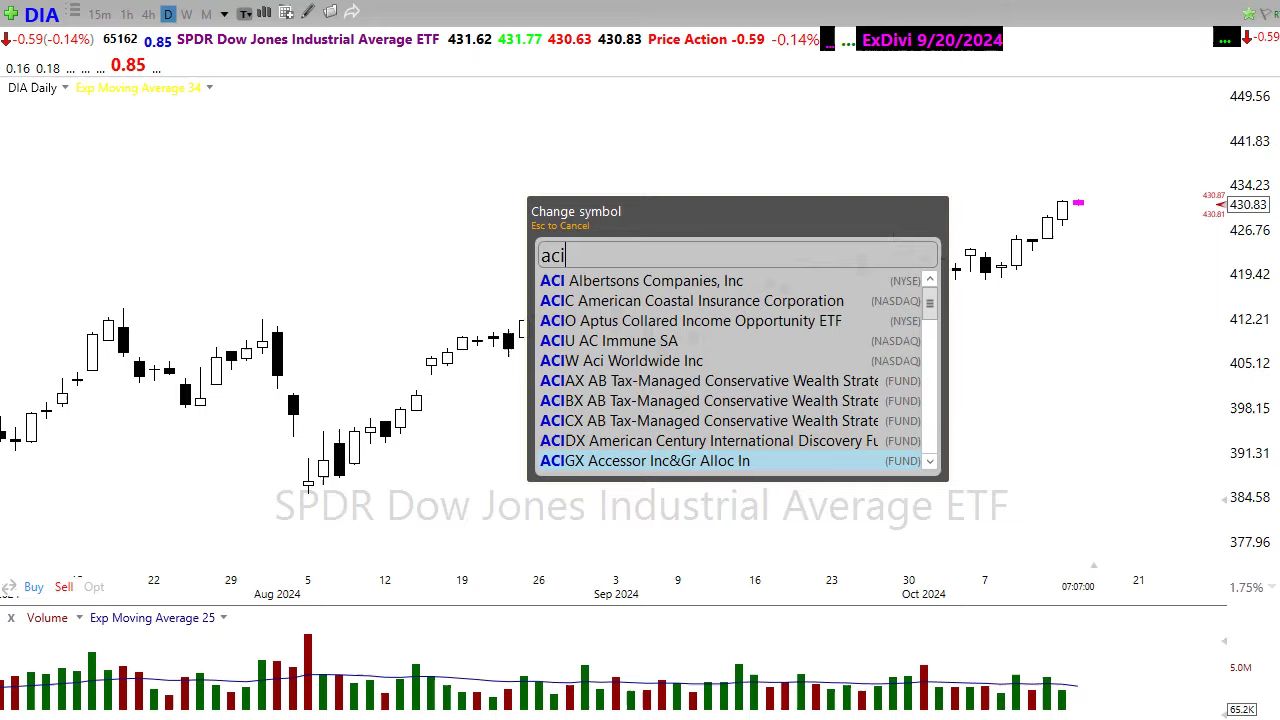 DIA 15m 1h 4h D W M T
-0.59(-0.14%) 65162 0.85 SPDR Dow Jones Industrial Average ETF 431.62 431.77 430.63 430.83 Price Action -0.59 -0.14% ... ... ExDivi 9/20/2024 ... -0.59
0.16 0.18 ... ... ... 0.85 ...
DIA Daily Exp Moving Average 34
449.56
441.83
434.23
430.87
430.83
430.81
426.76
419.42
412.21
405.12
398.15
391.31
384.58
377.96
Change symbol
Esc to Cancel
aci
ACI Albertsons Companies, Inc (NYSE)
ACIC American Coastal Insurance Corporation (NASDAQ)
ACIO Aptus Collared Income Opportunity ETF (NYSE)
ACIU AC Immune SA (NASDAQ)
ACIW Aci Worldwide Inc (NASDAQ)
ACIAX AB Tax-Managed Conservative Wealth Strate (FUND)
ACIBX AB Tax-Managed Conservative Wealth Strate (FUND)
ACICX AB Tax-Managed Conservative Wealth Strate (FUND)
ACIDX American Century International Discovery Fu (FUND)
ACIGX Accessor Inc&Gr Alloc In (FUND)
SPDR Dow Jones Industrial Average ETF
22 29 5 12 19 26 3 9 16 23 30 7 07:07:00 21
Buy Sell Opt 1.75%
Aug 2024 Sep 2024 Oct 2024
X Volume Exp Moving Average 25
5.0M
65.2K